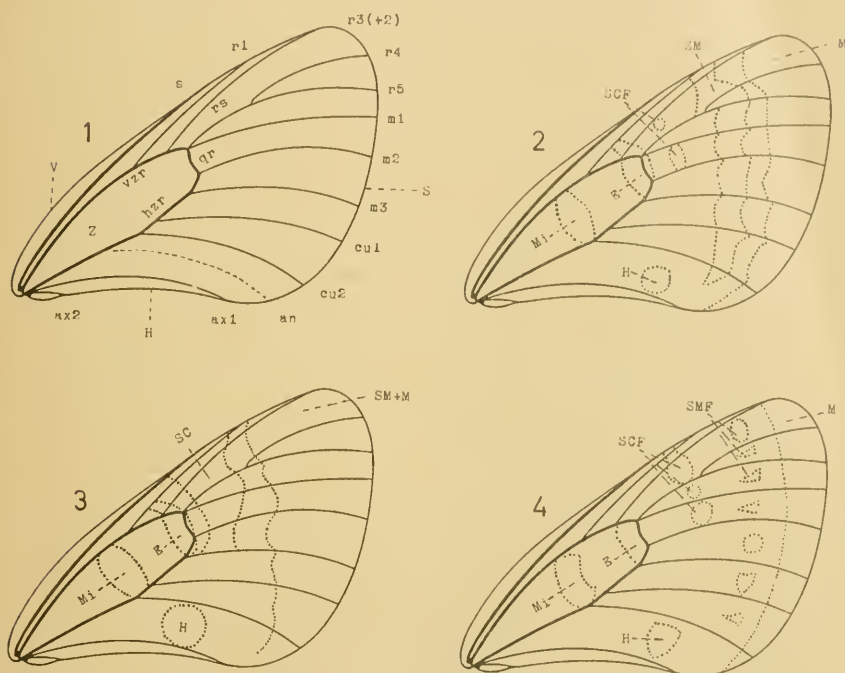 r3(+2)
r1
r4
s
rs
r5
1
m1
V
vzr
qr
m2
S
hzr
m3
Z
cu1
cu2
ax2
ax1
an
H
SM
M
SCF
2
E
Mi
H
SM+M
SC
3
E
Mi
H
SMF
M
SCF
4
E
Mi
H